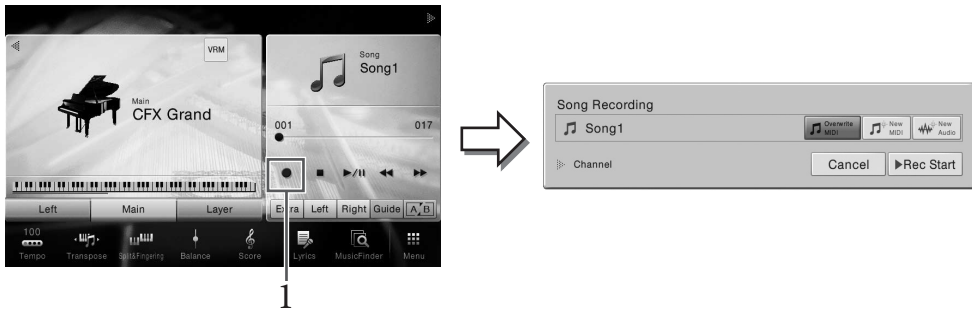 VRM
Main
CFX Grand
Song
Song1
001 017
Left Main Layer
Extra Left Right Guide A B
100
Tempo Transpose Split&Fingering Balance Score Lyrics MusicFinder Menu
1
Song Recording
Song1
Overwrite
MIDI
New
MIDI
New
Audio
Channel
Cancel
Rec Start